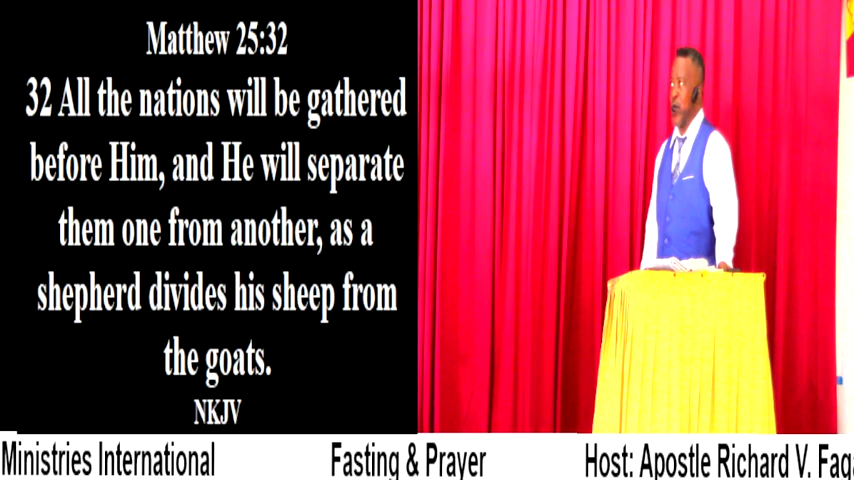 Matthew 25:32
32 All the nations will be gathered
before Him, and He will separate
them one from another, as a
shepherd divides his sheep from
the goats.
NKJV
Ministries International Fasting & Prayer Host: Apostle Richard V.